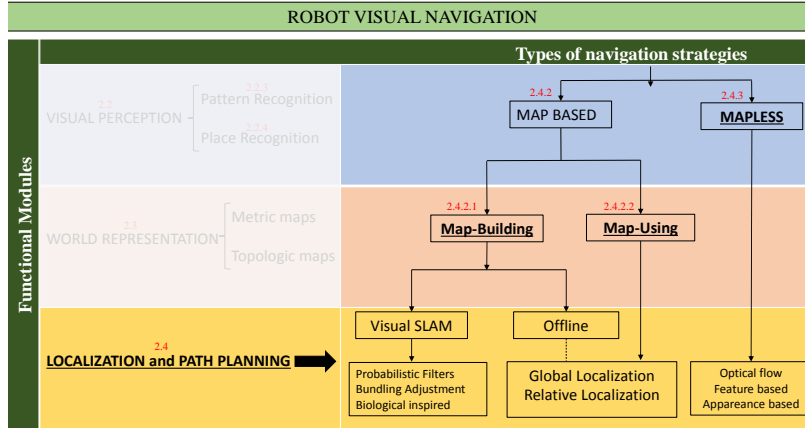 ROBOT VISUAL NAVIGATION
Types of navigation strategies
Functional Modules
2.2
VISUAL PERCEPTION
2.2.3
Pattern Recognition
2.2.4
Place Recognition
2.4.2
MAP BASED
2.4.3
MAPLESS
2.3
WORLD REPRESENTATION
Metric maps
Topologic maps
2.4.2.1
Map-Building
2.4.2.2
Map-Using
2.4
LOCALIZATION and PATH PLANNING
Visual SLAM
Offline
Probabilistic Filters
Bundling Adjustment
Biological inspired
Global Localization
Relative Localization
Optical flow
Feature based
Appareance based